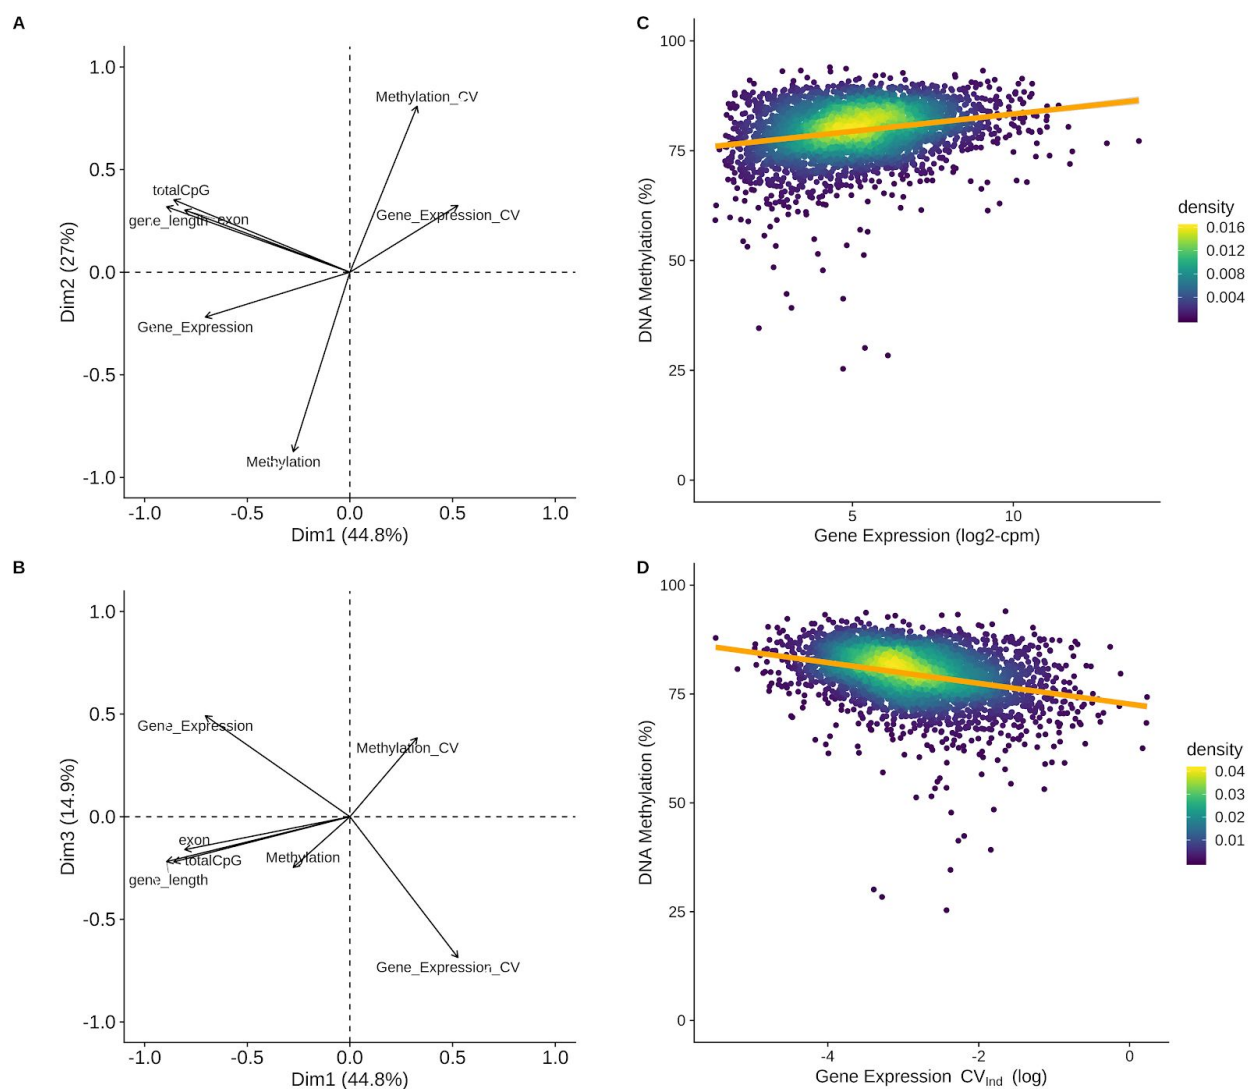 A
1.0
0.5
0.0
-0.5
-1.0
Dim2 (27%)
Methylation_CV
totalCpG
gene_length
exon
Gene_Expression_CV
Gene_Expression
Methylation
-1.0 -0.5 0.0 0.5 1.0
Dim1 (44.8%)
C
100
75
50
25
0
DNA Methylation (%)
5 10
Gene Expression (log2-cpm)
density
0.016
0.012
0.008
0.004
B
1.0
0.5
0.0
-0.5
-1.0
Dim3 (14.9%)
Gene_Expression
Methylation_CV
exon
totalCpG
Methylation
gene_length
Gene_Expression_CV
-1.0 -0.5 0.0 0.5 1.0
Dim1 (44.8%)
D
100
75
50
25
0
DNA Methylation (%)
-4 -2 0
Gene Expression CVInd (log)
density
0.04
0.03
0.02
0.01